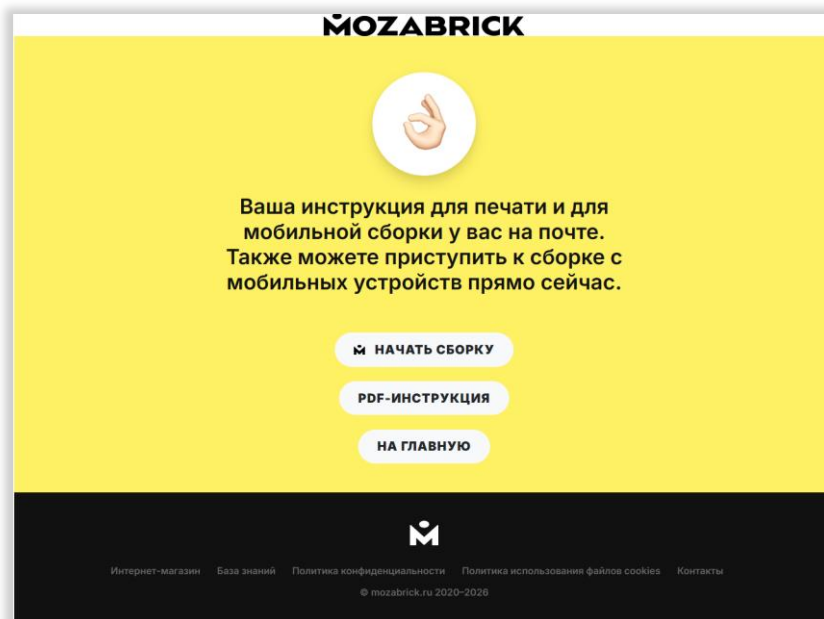 MOZABRICK
Ваша инструкция для печати и для
мобильной сборки у вас на почте.
Также можете приступить к сборке с
мобильных устройств прямо сейчас.
НАЧАТЬ СБОРКУ
PDF-ИНСТРУКЦИЯ
НА ГЛАВНУЮ
Интернет-магазин База знаний Политика конфиденциальности Политика использования файлов cookies Контакты
© mozabrick.ru 2020–2026